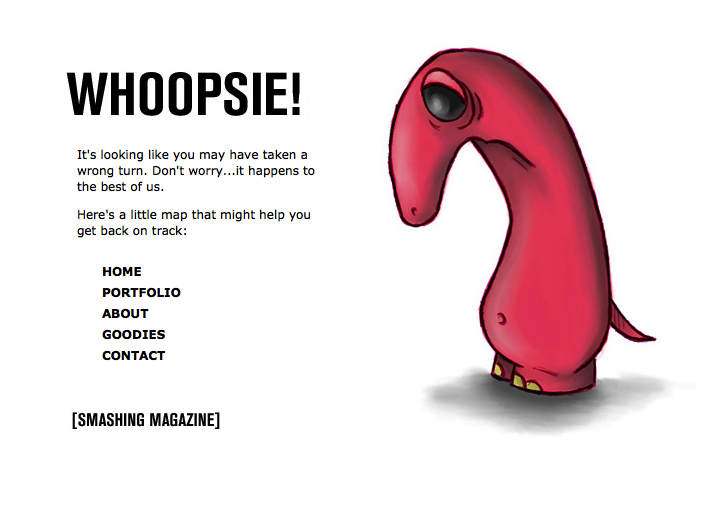 WHOOPSIE!
It's looking like you may have taken a
wrong turn. Don't worry...it happens to
the best of us.
Here's a little map that might help you
get back on track:
HOME
PORTFOLIO
ABOUT
GOODIES
CONTACT
[SMASHING MAGAZINE]